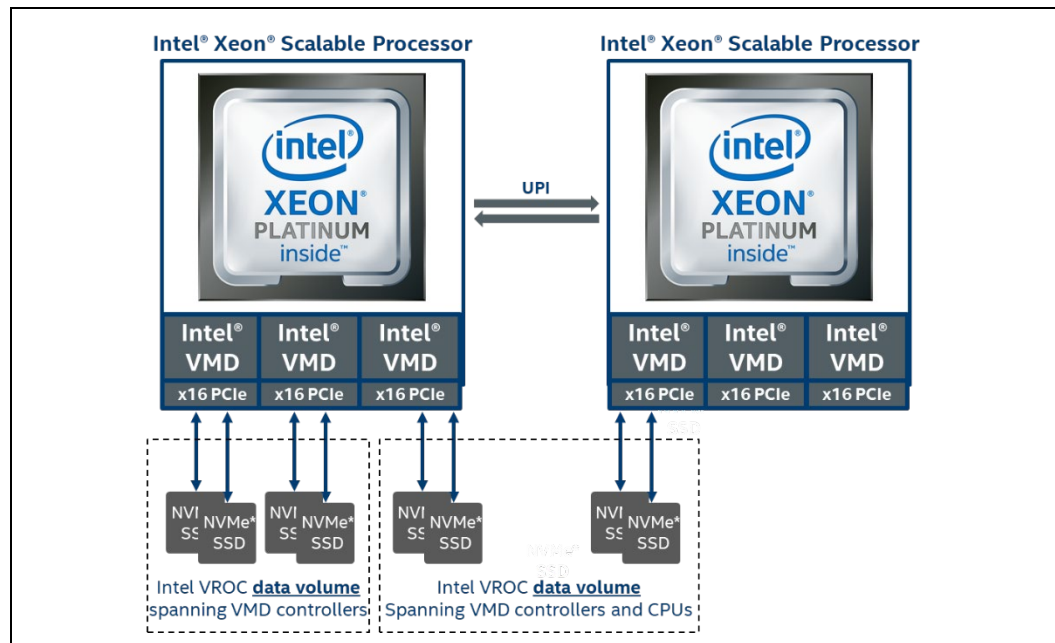 Intel® Xeon® Scalable Processor
Intel® Xeon® Scalable Processor
intel®
XEON®
PLATINUM
inside™
UPI
intel®
XEON®
PLATINUM
inside™
Intel® VMD
Intel® VMD
Intel® VMD
Intel® VMD
Intel® VMD
Intel® VMD
x16 PCIe
x16 PCIe
x16 PCIe
x16 PCIe
x16 PCIe
x16 PCIe
SSD
NVMe*
SSD
NVMe*
SSD
NVMe*
SSD
NVMe*
SSD
SSD
Intel VROC data volume
spanning VMD controllers
Intel VROC data volume
Spanning VMD controllers and CPUs